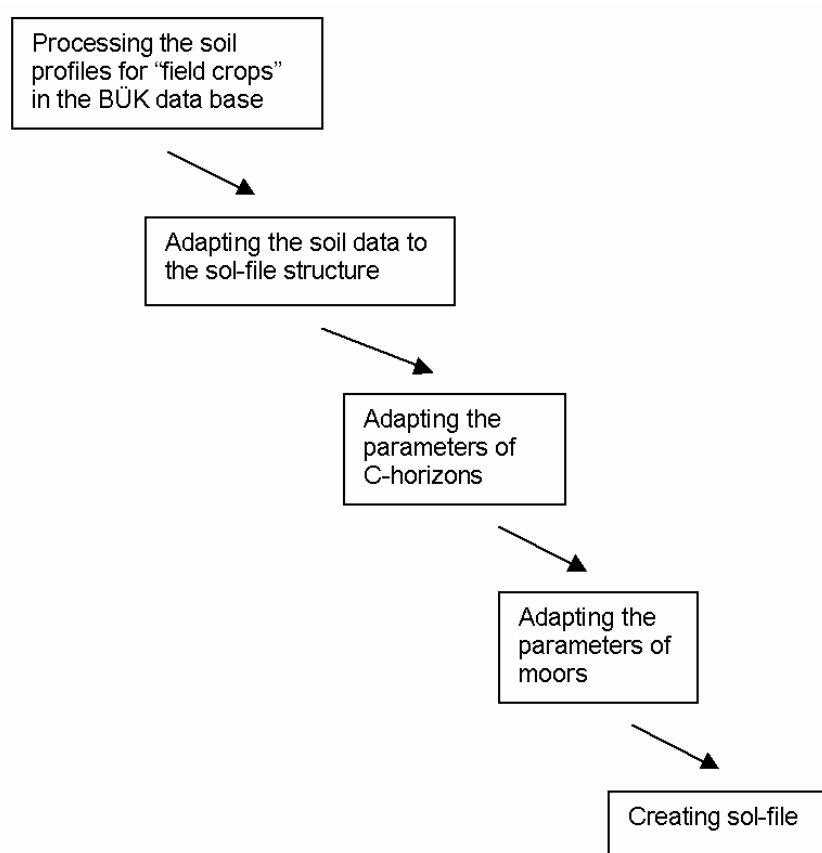 Processing the soil
profiles for “field crops”
in the BÜK data base
Adapting the soil data to
the sol-file structure
Adapting the
parameters of
C-horizons
Adapting the
parameters of
moors
Creating sol-file